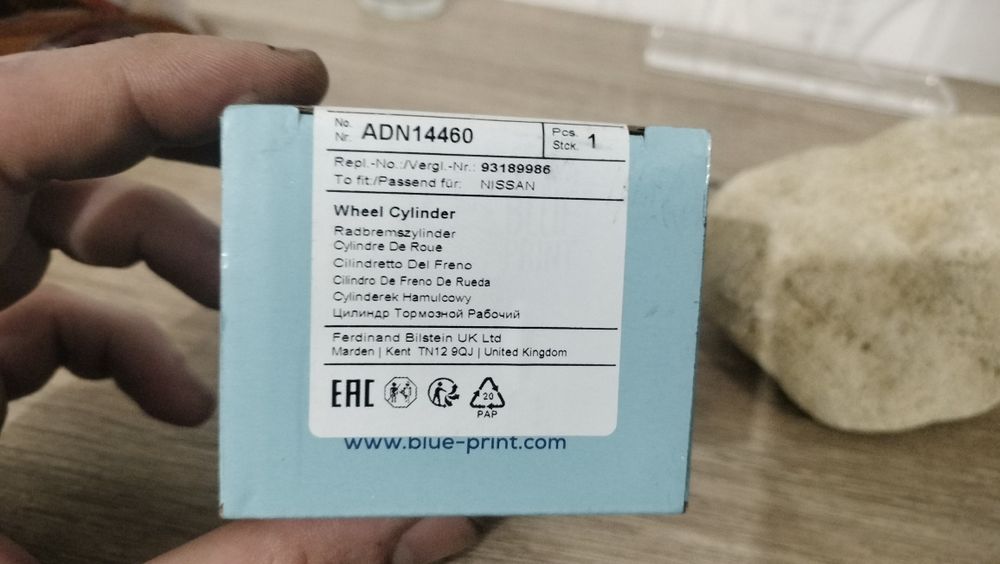 No. Nr. ADN14460 Pcs. Stck. 1
Repl.-No.:/Vergl.-Nr.: 93189986
To fit:/Passend für: NISSAN
Wheel Cylinder
Radbremszylinder
Cylindre De Roue
Cilindretto Del Freno
Cilindro De Freno De Rueda
Cylinderek Hamulcowy
Цилиндр Тормозной Рабочий
Ferdinand Bilstein UK Ltd
Marden | Kent TN12 9QJ | United Kingdom
EAC
20
PAP
www.blue-print.com